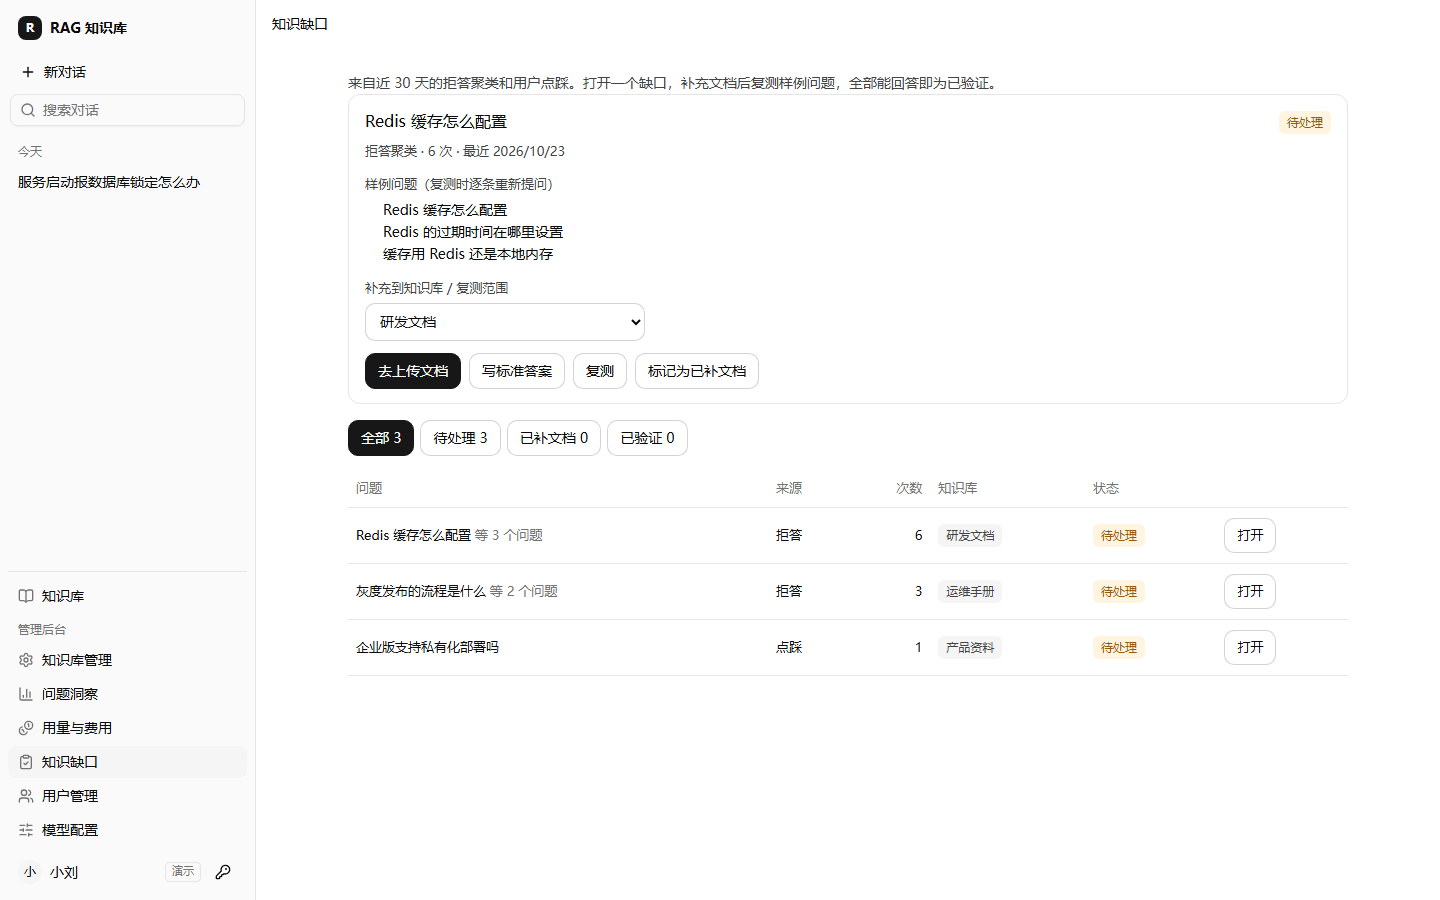 R RAG 知识库
新对话
搜索对话
今天
服务启动报数据库锁定怎么办
知识库
管理后台
知识库管理
问题洞察
用量与费用
知识缺口
用户管理
模型配置
小 小刘 演示
知识缺口
来自近 30 天的拒答聚类和用户点踩。打开一个缺口，补充文档后复测样例问题，全部能回答即为已验证。
Redis 缓存怎么配置 待处理
拒答聚类 · 6 次 · 最近 2026/10/23
样例问题（复测时逐条重新提问）
Redis 缓存怎么配置
Redis 的过期时间在哪里设置
缓存用 Redis 还是本地内存
补充到知识库 / 复测范围
研发文档
去上传文档 写标准答案 复测 标记为已补文档
全部 3 待处理 3 已补文档 0 已验证 0
问题 来源 次数 知识库 状态
Redis 缓存怎么配置 等 3 个问题 拒答 6 研发文档 待处理 打开
灰度发布的流程是什么 等 2 个问题 拒答 3 运维手册 待处理 打开
企业版支持私有化部署吗 点踩 1 产品资料 待处理 打开